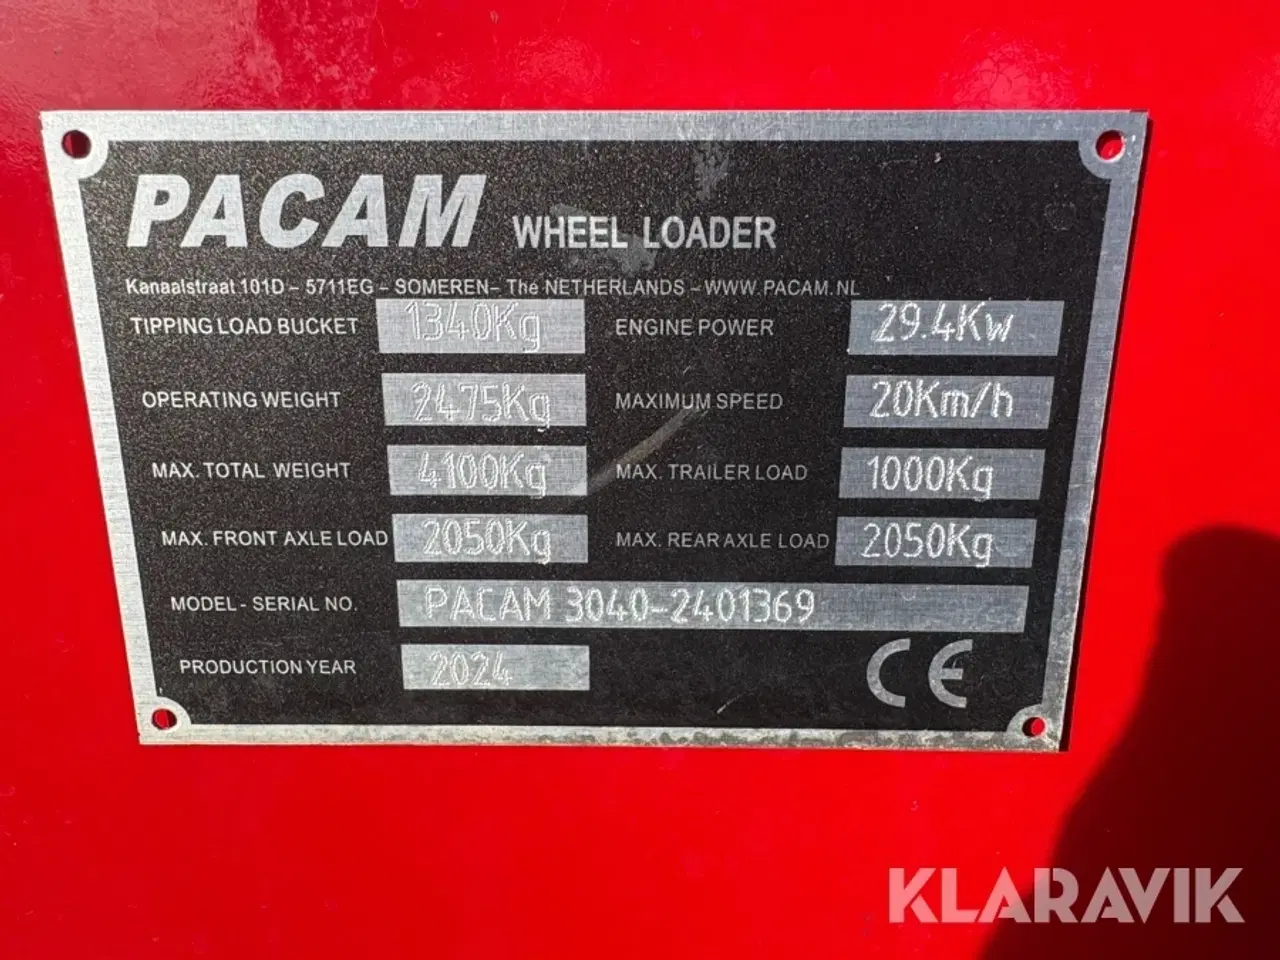 PACAM WHEEL LOADER
Kanaalstraat 101D - 5711EG - SOMEREN- The NETHERLANDS -WWW.PACAM.NL
TIPPING LOAD BUCKET 1340Kg ENGINE POWER 29.4Kw
OPERATING WEIGHT 2475Kg MAXIMUM SPEED 20Km/h
MAX. TOTAL WEIGHT 4100Kg MAX. TRAILER LOAD 1000Kg
MAX. FRONT AXLE LOAD 2050Kg MAX. REAR AXLE LOAD 2050Kg
MODEL - SERIAL NO. PACAM 3040-2401369
PRODUCTION YEAR 2024 CE
KLARAVIK